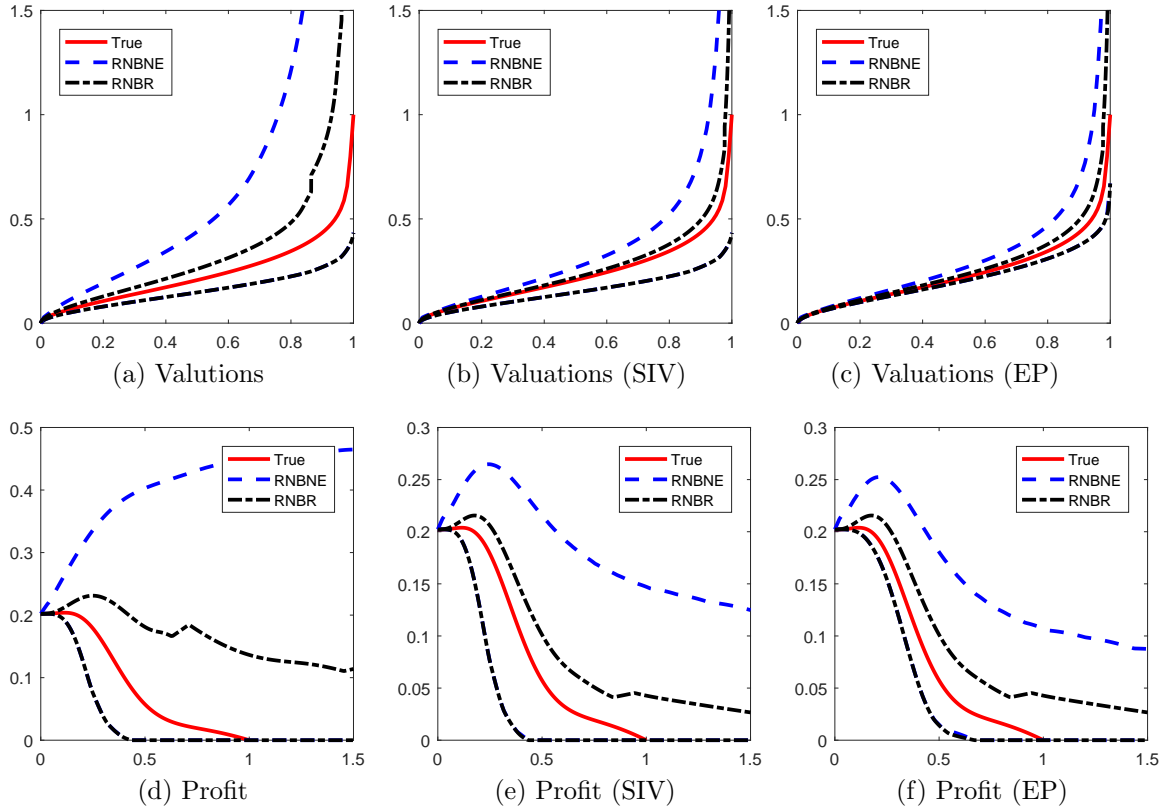 1.5
1
0.5
0
0 0.2 0.4 0.6 0.8 1
True
RNBNE
RNBR
(a) Valutions
1.5
1
0.5
0
0 0.2 0.4 0.6 0.8 1
True
RNBNE
RNBR
(b) Valuations (SIV)
1.5
1
0.5
0
0 0.2 0.4 0.6 0.8 1
True
RNBNE
RNBR
(c) Valuations (EP)
0.5
0.4
0.3
0.2
0.1
0
0 0.5 1 1.5
True
RNBNE
RNBR
(d) Profit
0.3
0.25
0.2
0.15
0.1
0.05
0
0 0.5 1 1.5
True
RNBNE
RNBR
(e) Profit (SIV)
0.3
0.25
0.2
0.15
0.1
0.05
0
0 0.5 1 1.5
True
RNBNE
RNBR
(f) Profit (EP)